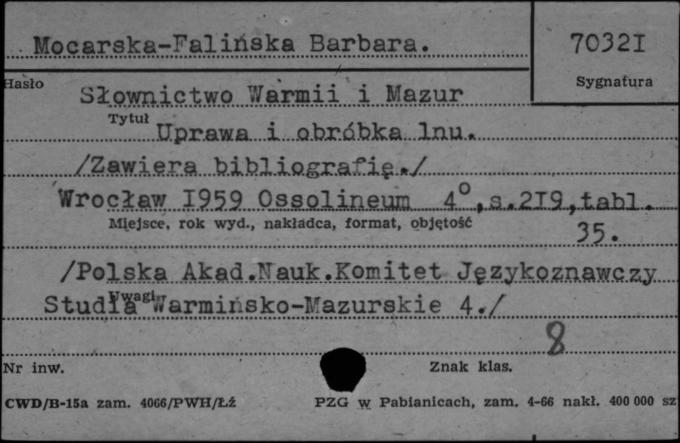 Mocarska-Falińska Barbara.
70321
Hasło
Sygnatura
Słownictwo Warmii i Mazur
Tytuł
Uprawa i obróbka lnu.
/Zawiera bibliografię./
Wrocław 1959 Ossolineum 4°,s.219,tabl.
Miejsce, rok wyd., nakładca, format, objętość
35.
/Polska Akad.Nauk.Komitet Językoznawczy
Uwagi
Studia Warmińsko-Mazurskie 4./
8
Nr inw.
Znak klas.
CWD/B-15a zam. 4066/PWH/Łż
PZG w Pabianicach, zam. 4-66 nakł. 400 000 sz